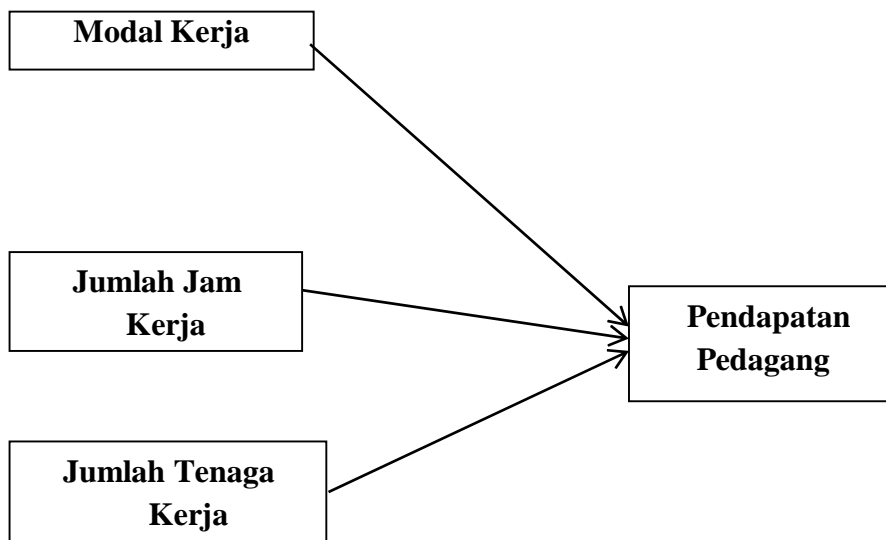 Modal Kerja
Jumlah Jam
Kerja
Pendapatan
Pedagang
Jumlah Tenaga
Kerja